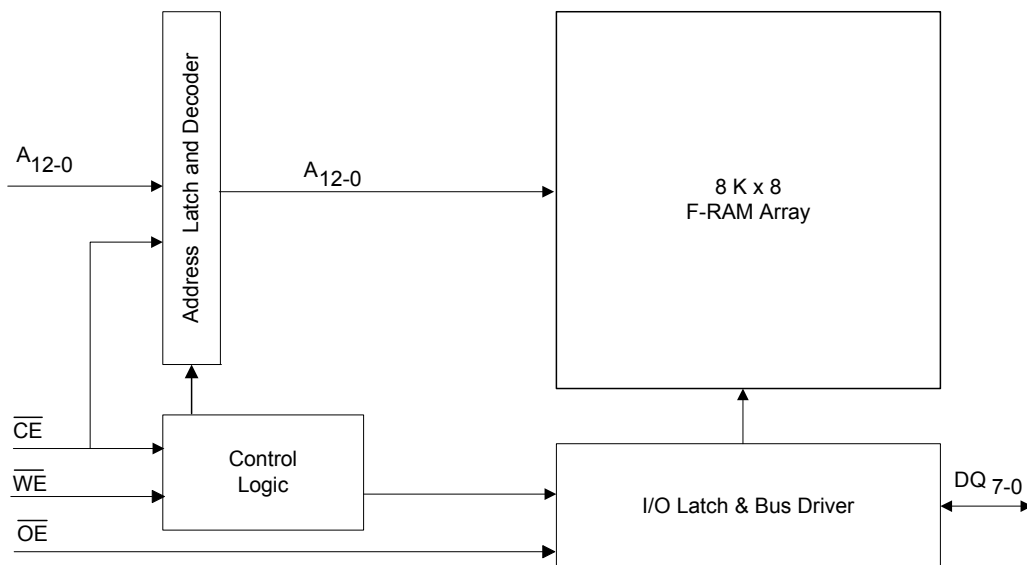 Address Latch and Decoder
A12-0
A12-0
8 K x 8
F-RAM Array
CE
WE
OE
Control
Logic
I/O Latch & Bus Driver
DQ 7-0